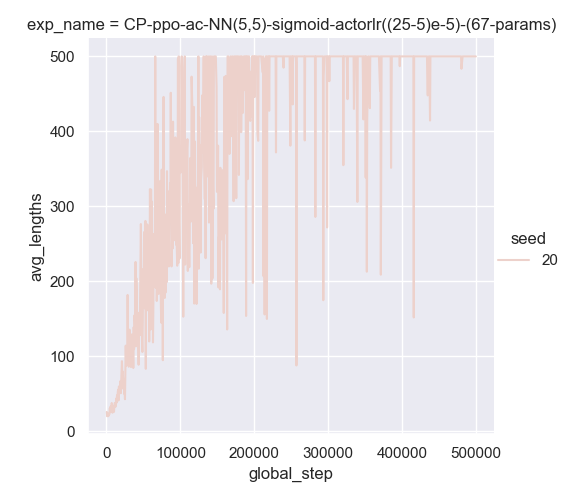 exp_name = CP-ppo-ac-NN(5,5)-sigmoid-actorlr((25-5)e-5)-(67-params)
500
400
300
200
100
0
avg_lengths
0 100000 200000 300000 400000 500000
global_step
seed
20